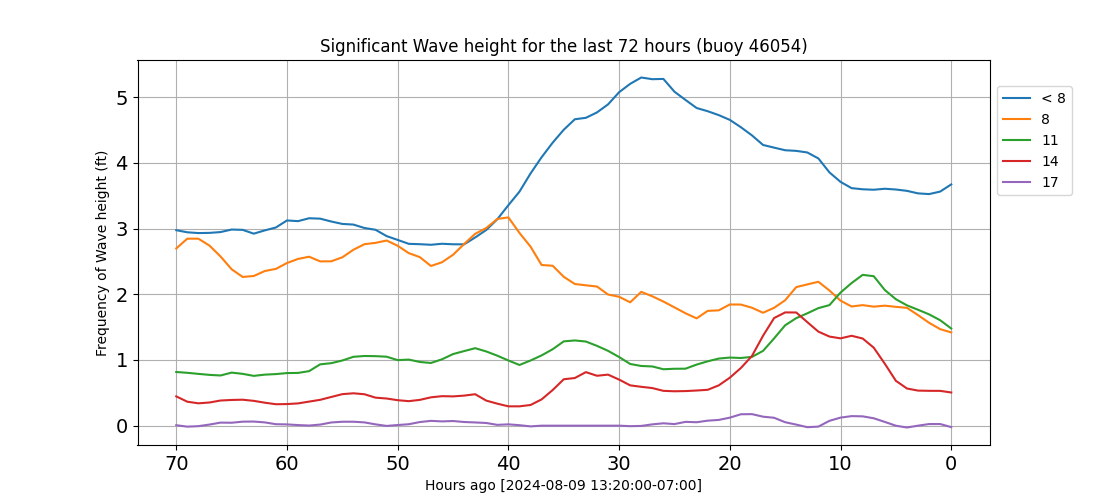 Significant Wave height for the last 72 hours (buoy 46054)
Frequency of Wave height (ft)
5
4
3
2
1
0
70 60 50 40 30 20 10 0
Hours ago [2024-08-09 13:20:00-07:00]
< 8
8
11
14
17